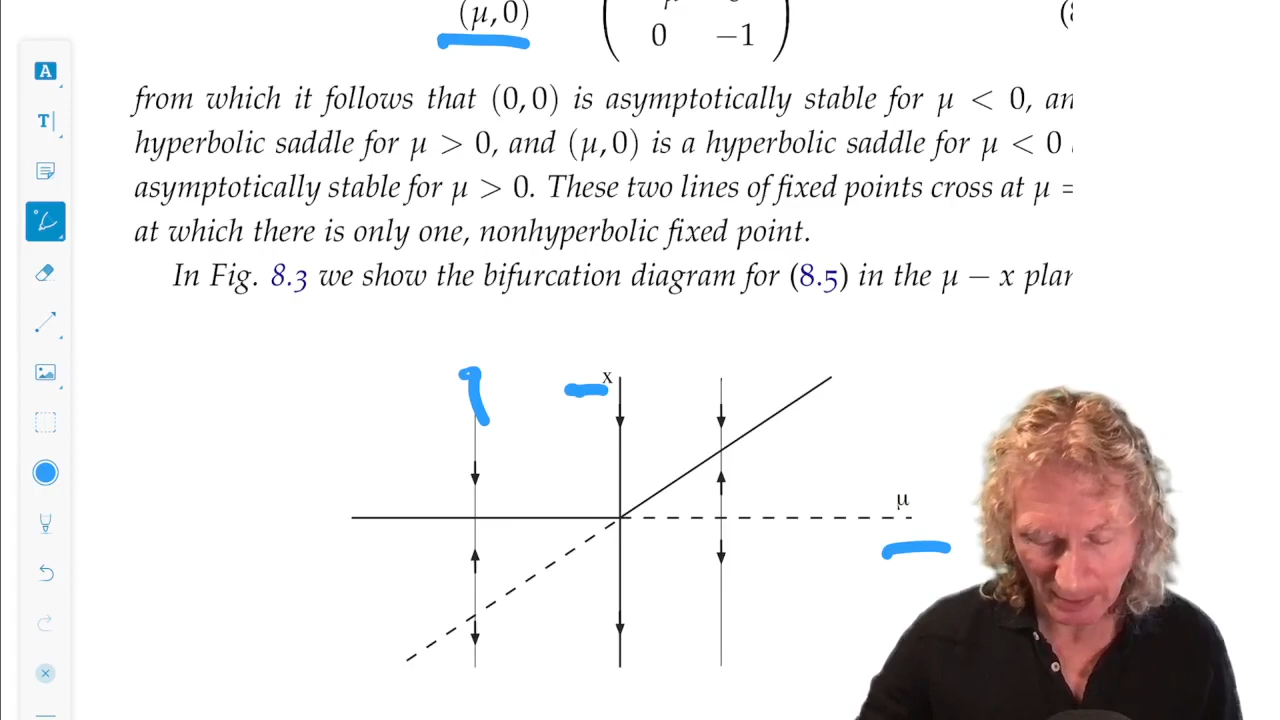 (μ, 0) ( 0 −1 )
from which it follows that (0, 0) is asymptotically stable for μ < 0, an
hyperbolic saddle for μ > 0, and (μ, 0) is a hyperbolic saddle for μ < 0
asymptotically stable for μ > 0. These two lines of fixed points cross at μ =
at which there is only one, nonhyperbolic fixed point.
In Fig. 8.3 we show the bifurcation diagram for (8.5) in the μ − x plan
x
μ
A
T